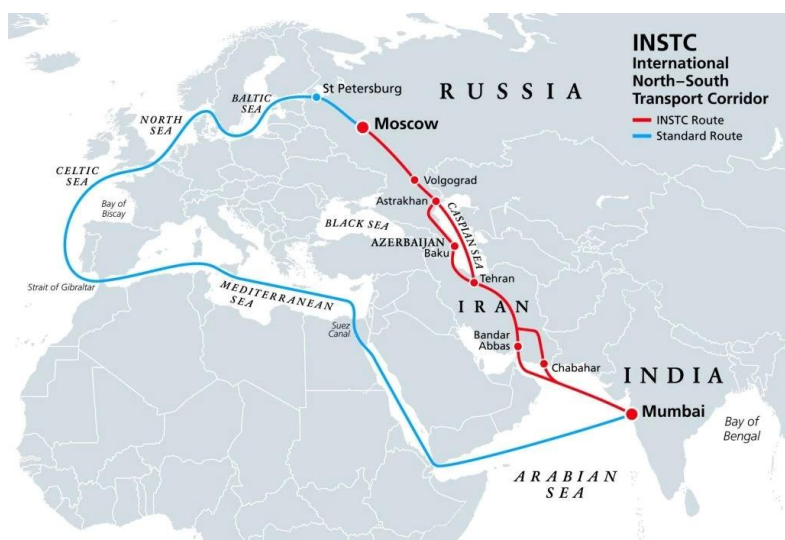 INSTC
International
North–South
Transport Corridor
INSTC Route
Standard Route
RUSSIA
St Petersburg
BALTIC
SEA
NORTH
SEA
Moscow
CELTIC
SEA
Volgograd
Bay of
Biscay
Astrakhan
CASPIAN SEA
BLACK SEA
AZERBAIJAN
Baku
Tehran
Strait of Gibraltar
MEDITERRANEAN
SEA
IRAN
Suez
Canal
Bandar
Abbas
Chabahar
INDIA
Mumbai
Bay of
Bengal
ARABIAN
SEA